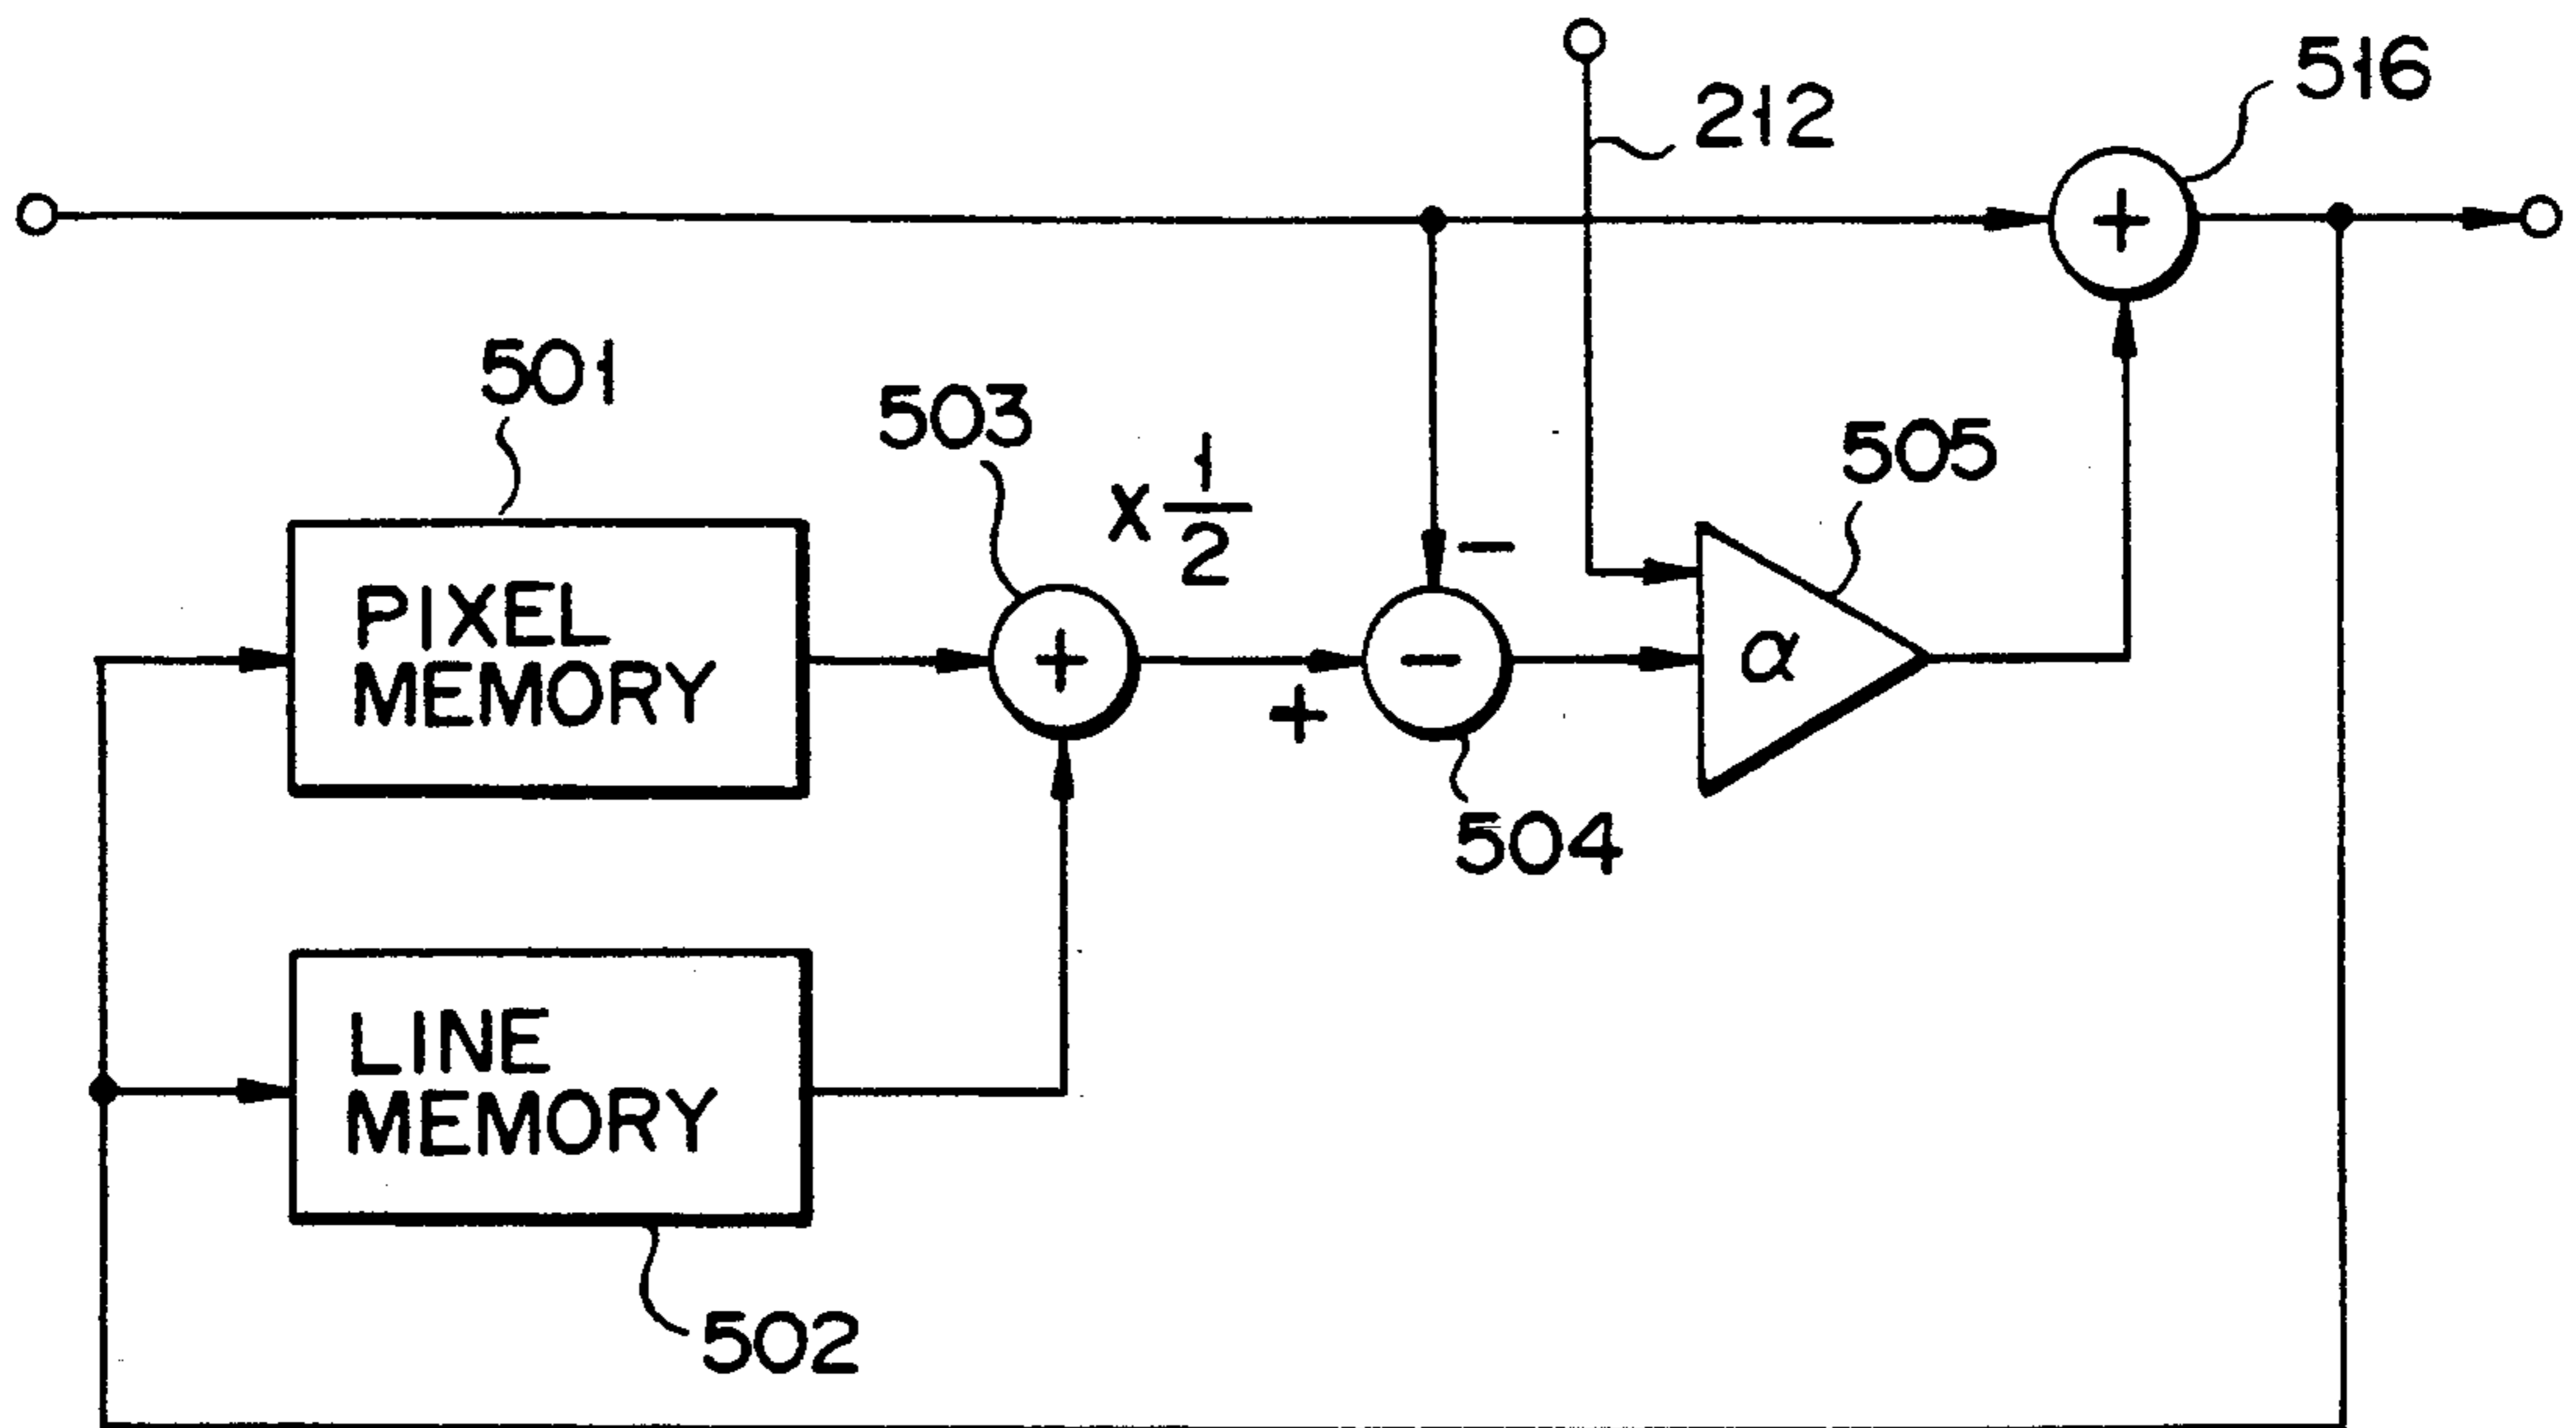 516
212
501
503
× 1/2
505
−
+
PIXEL
MEMORY
+
−
α
+
504
LINE
MEMORY
502